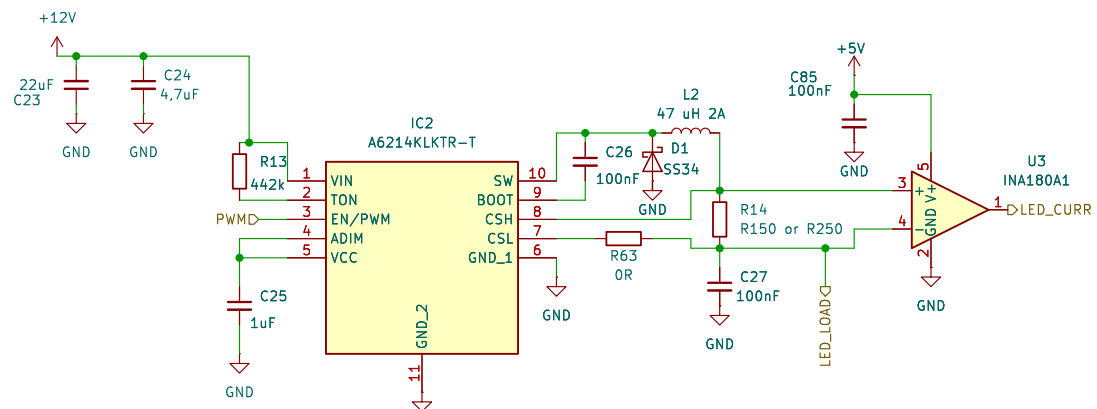 +12V
22uF
C23
GND
C24
4,7uF
GND
R13
442k
PWM
IC2
A6214KLKTR-T
1
VIN
2
TON
3
EN/PWM
4
ADIM
5
VCC
10
SW
9
BOOT
8
CSH
7
CSL
6
GND_1
GND_2
11
C25
1uF
GND
C26
100nF
D1
SS34
GND
L2
47 uH 2A
R14
R150 or R250
R63
0R
GND
C27
100nF
GND
LED_LOAD
+5V
C85
100nF
GND
U3
INA180A1
3
+
4
-
5
V+
GND
2
1
LED_CURR
GND